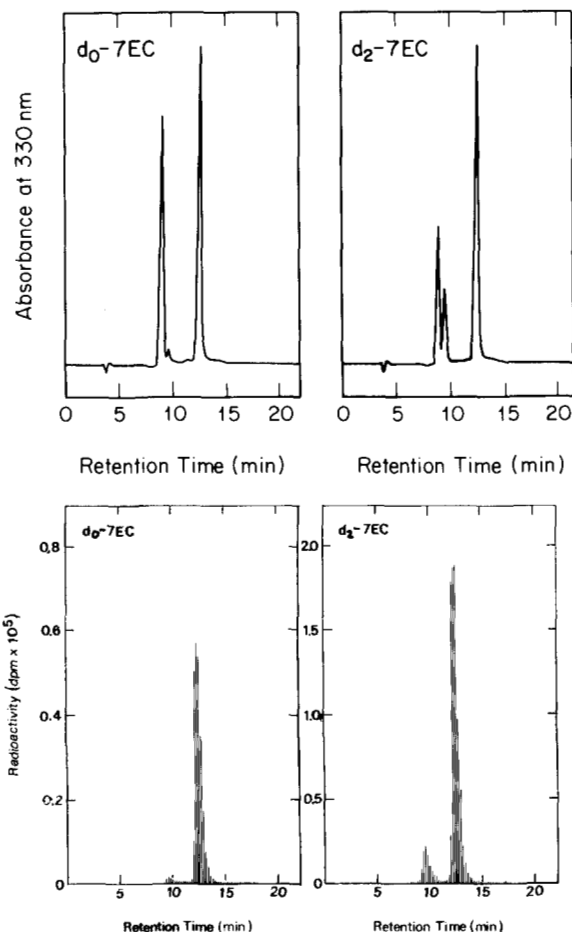 d₀-7EC
d₂-7EC
Absorbance at 330 nm
0 5 10 15 20
0 5 10 15 20
Retention Time (min)
Retention Time (min)
d₀-7EC
d₂-7EC
Radioactivity (dpm x 10⁵)
0.8
0.6
0.4
0.2
0
2.0
1.5
1.0
0.5
0
5 10 15 20
5 10 15 20
Retention Time (min)
Retention Time (min)